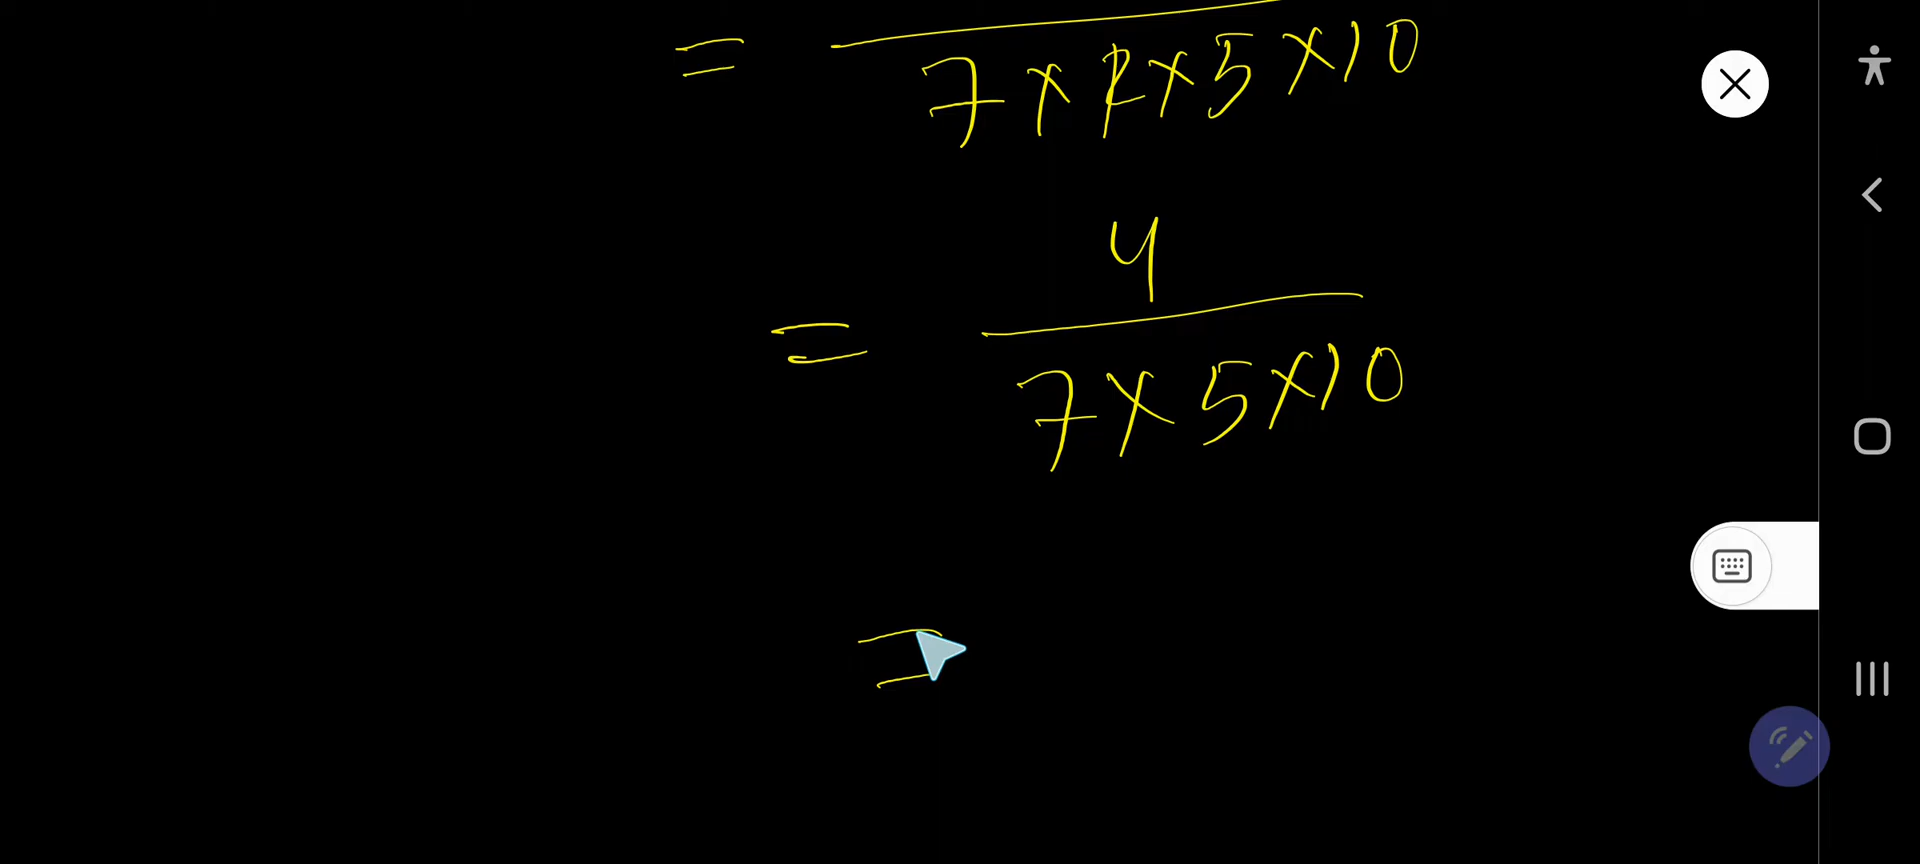 = 7 × 2 × 5 × 10
4
= 7 × 5 × 10
=